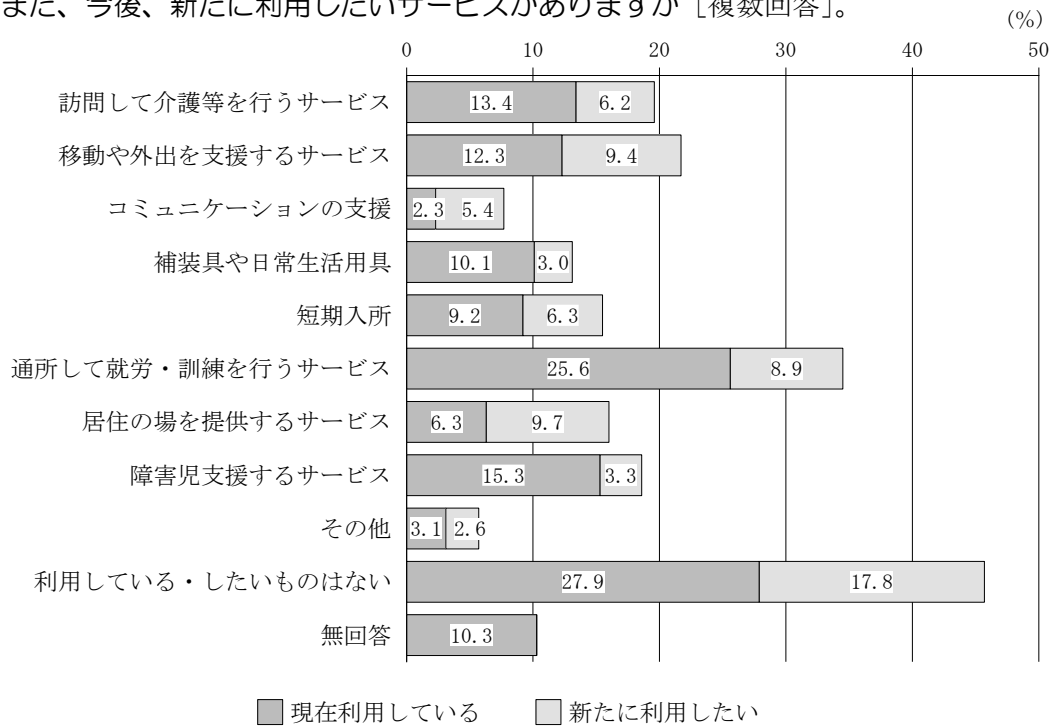 また、今後、新たに利用したいサービスがありますか［複数回答］。
(%)
0 10 20 30 40 50
訪問して介護等を行うサービス 13.4 6.2
移動や外出を支援するサービス 12.3 9.4
コミュニケーションの支援 2.3 5.4
補装具や日常生活用具 10.1 3.0
短期入所 9.2 6.3
通所して就労・訓練を行うサービス 25.6 8.9
居住の場を提供するサービス 6.3 9.7
障害児支援するサービス 15.3 3.3
その他 3.1 2.6
利用している・したいものはない 27.9 17.8
無回答 10.3
現在利用している 新たに利用したい